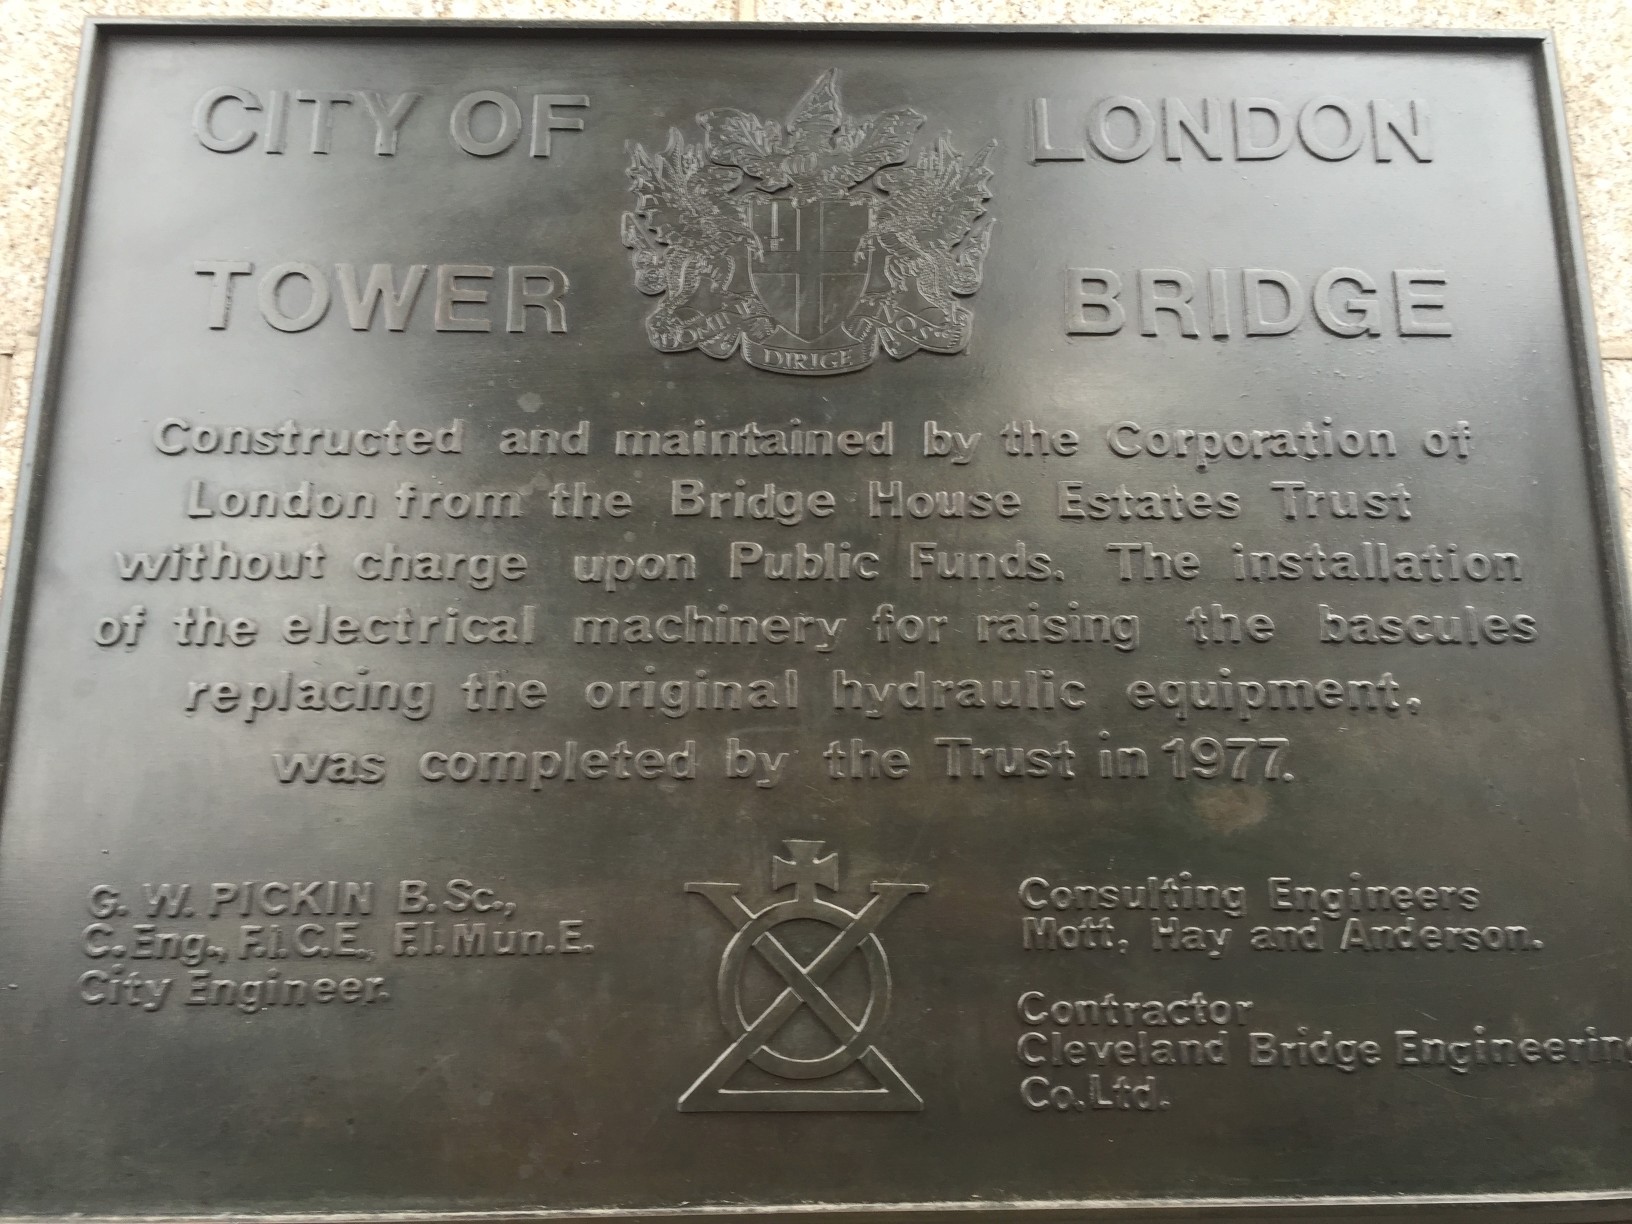 CITY OF LONDON
TOWER BRIDGE
DOMINE DIRIGE NOS
Constructed and maintained by the Corporation of
London from the Bridge House Estates Trust
without charge upon Public Funds. The installation
of the electrical machinery for raising the bascules
replacing the original hydraulic equipment,
was completed by the Trust in 1977.
G. W. PICKIN B.Sc.,
C.Eng., F.I.C.E., F.I.Mun.E.
City Engineer.
Consulting Engineers
Mott, Hay and Anderson.
Contractor
Cleveland Bridge Engineering
Co. Ltd.